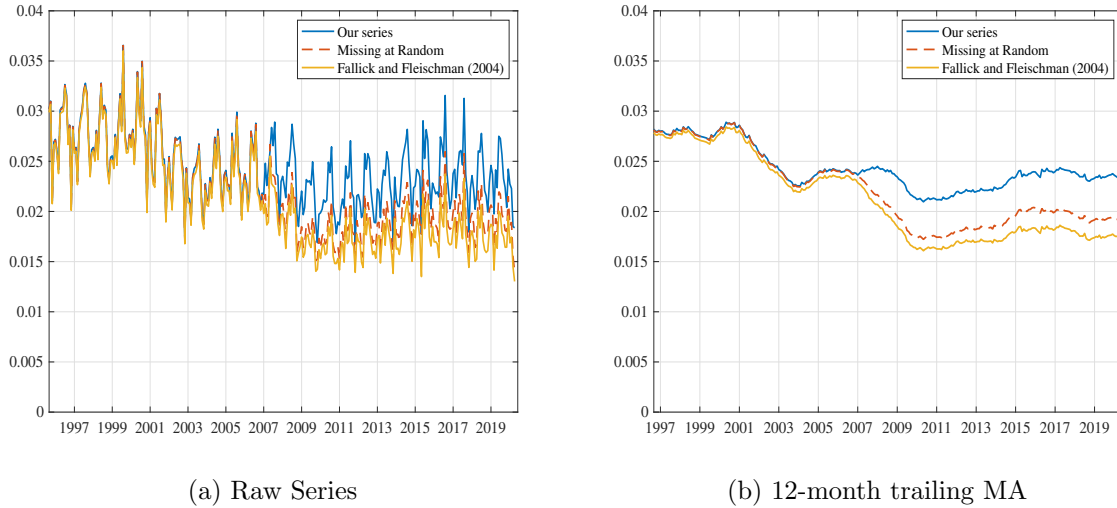 0.04
0.035
0.03
0.025
0.02
0.015
0.01
0.005
0
1997 1999 2001 2003 2005 2007 2009 2011 2013 2015 2017 2019
Our series
Missing at Random
Fallick and Fleischman (2004)
(a) Raw Series
0.04
0.035
0.03
0.025
0.02
0.015
0.01
0.005
0
1997 1999 2001 2003 2005 2007 2009 2011 2013 2015 2017 2019
Our series
Missing at Random
Fallick and Fleischman (2004)
(b) 12-month trailing MA